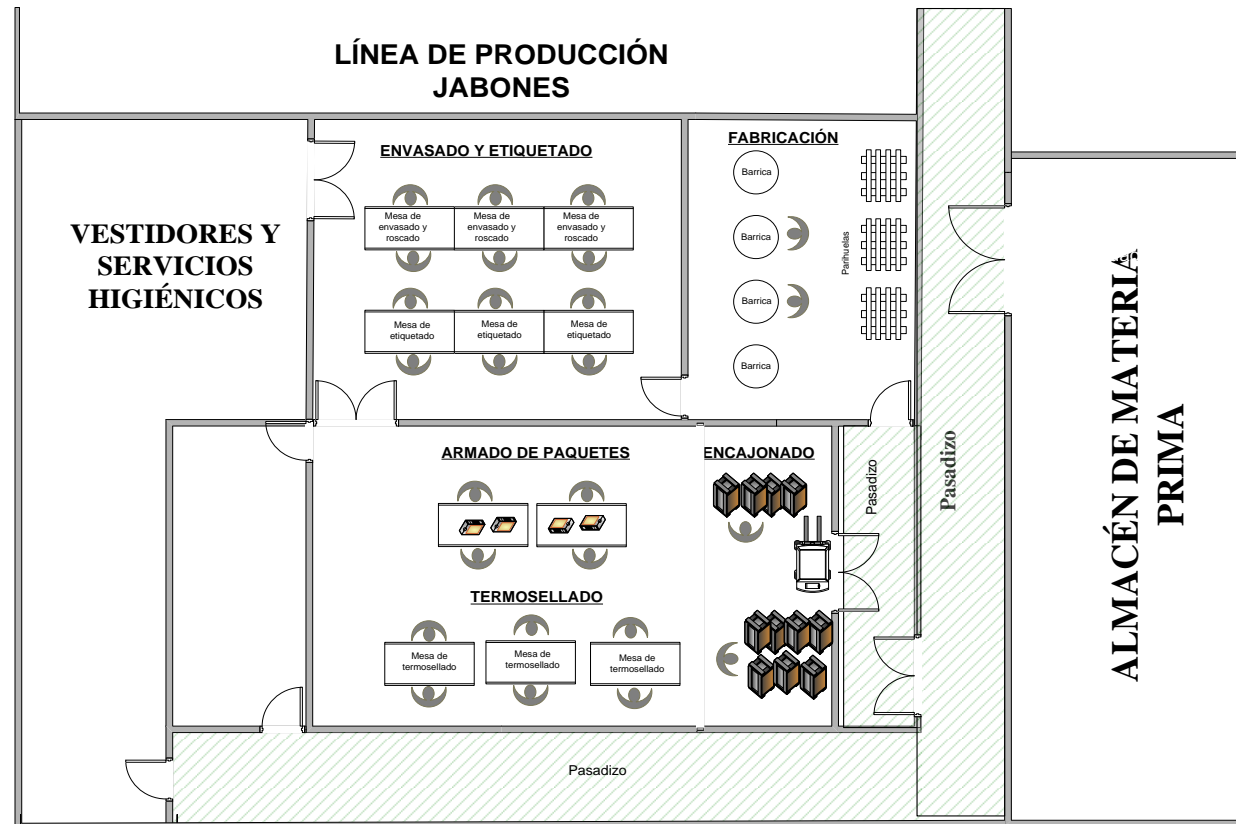 LÍNEA DE PRODUCCIÓN
JABONES
ENVASADO Y ETIQUETADO
FABRICACIÓN
VESTIDORES Y
SERVICIOS
HIGIÉNICOS
Mesa de
envasado y
roscado
Mesa de
envasado y
roscado
Mesa de
envasado y
roscado
Mesa de
etiquetado
Mesa de
etiquetado
Mesa de
etiquetado
Barrica
Barrica
Barrica
Barrica
Parihuelas
ARMADO DE PAQUETES
ENCAJONADO
TERMOSELLADO
Mesa de
termosellado
Mesa de
termosellado
Mesa de
termosellado
Pasadizo
Pasadizo
Pasadizo
ALMACÉN DE MATERIA
PRIMA